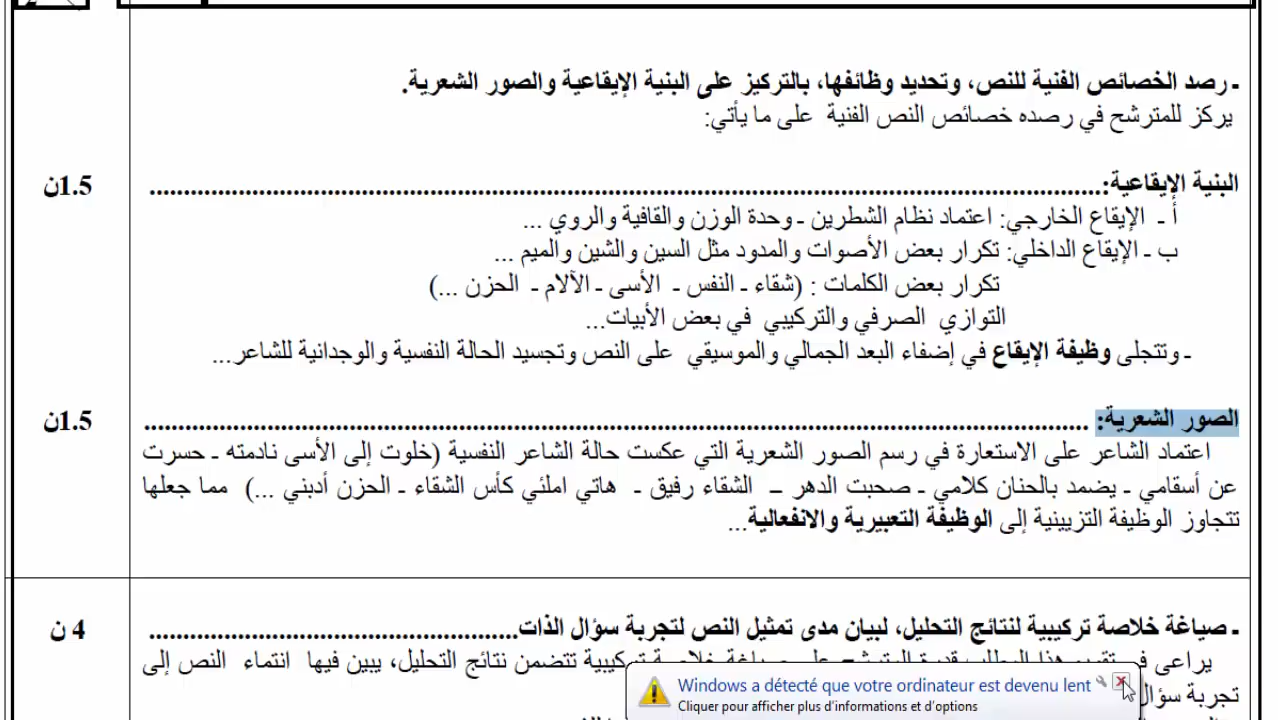 ـ رصد الخصائص الفنية للنص، وتحديد وظائفها، بالتركيز على البنية الإيقاعية والصور الشعرية.
يركز للمترشح في رصده خصائص النص الفنية على ما يأتي:
البنية الإيقاعية:........................................ 1.5ن
أ ـ الإيقاع الخارجي: اعتماد نظام الشطرين ـ وحدة الوزن والقافية والروي ...
ب ـ الإيقاع الداخلي: تكرار بعض الأصوات والمدود مثل السين والشين والميم ...
تكرار بعض الكلمات : (شقاء ـ النفس ـ الأسى ـ الآلام ـ الحزن ...)
التوازي الصرفي والتركيبي في بعض الأبيات...
ـ وتتجلى وظيفة الإيقاع في إضفاء البعد الجمالي والموسيقي على النص وتجسيد الحالة النفسية والوجدانية للشاعر...
الصور الشعرية: ........................................ 1.5ن
اعتماد الشاعر على الاستعارة في رسم الصور الشعرية التي عكست حالة الشاعر النفسية (خلوت إلى الأسى نادمته ـ حسرت
عن أسقامي ـ يضمد بالحنان كلامي ـ صحبت الدهر – الشقاء رفيق ـ هاتي املئي كأس الشقاء ـ الحزن أدبني ...) مما جعلها
تتجاوز الوظيفة التزيينية إلى الوظيفة التعبيرية والانفعالية...
ـ صياغة خلاصة تركيبية لنتائج التحليل، لبيان مدى تمثيل النص لتجربة سؤال الذات........................................ 4 ن
يراعى في تقويم هذا المطلب قدرة المترشح على صياغة خلاصة تركيبية تتضمن نتائج التحليل، يبين فيها انتماء النص إلى
تجربة سؤال
Windows a détecté que votre ordinateur est devenu lent
Cliquer pour afficher plus d'informations et d'options